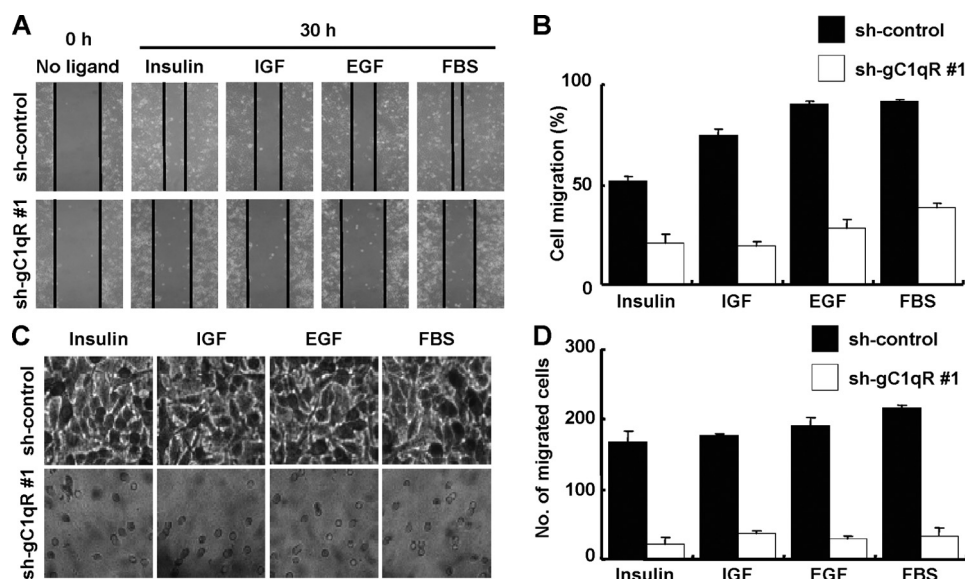 A
0 h
30 h
No ligand
Insulin
IGF
EGF
FBS
sh-control
sh-gC1qR #1
B
sh-control
sh-gC1qR #1
Cell migration (%)
100
50
0
Insulin
IGF
EGF
FBS
C
Insulin
IGF
EGF
FBS
sh-control
sh-gC1qR #1
D
sh-control
sh-gC1qR #1
No. of migrated cells
300
200
100
0
Insulin
IGF
EGF
FBS